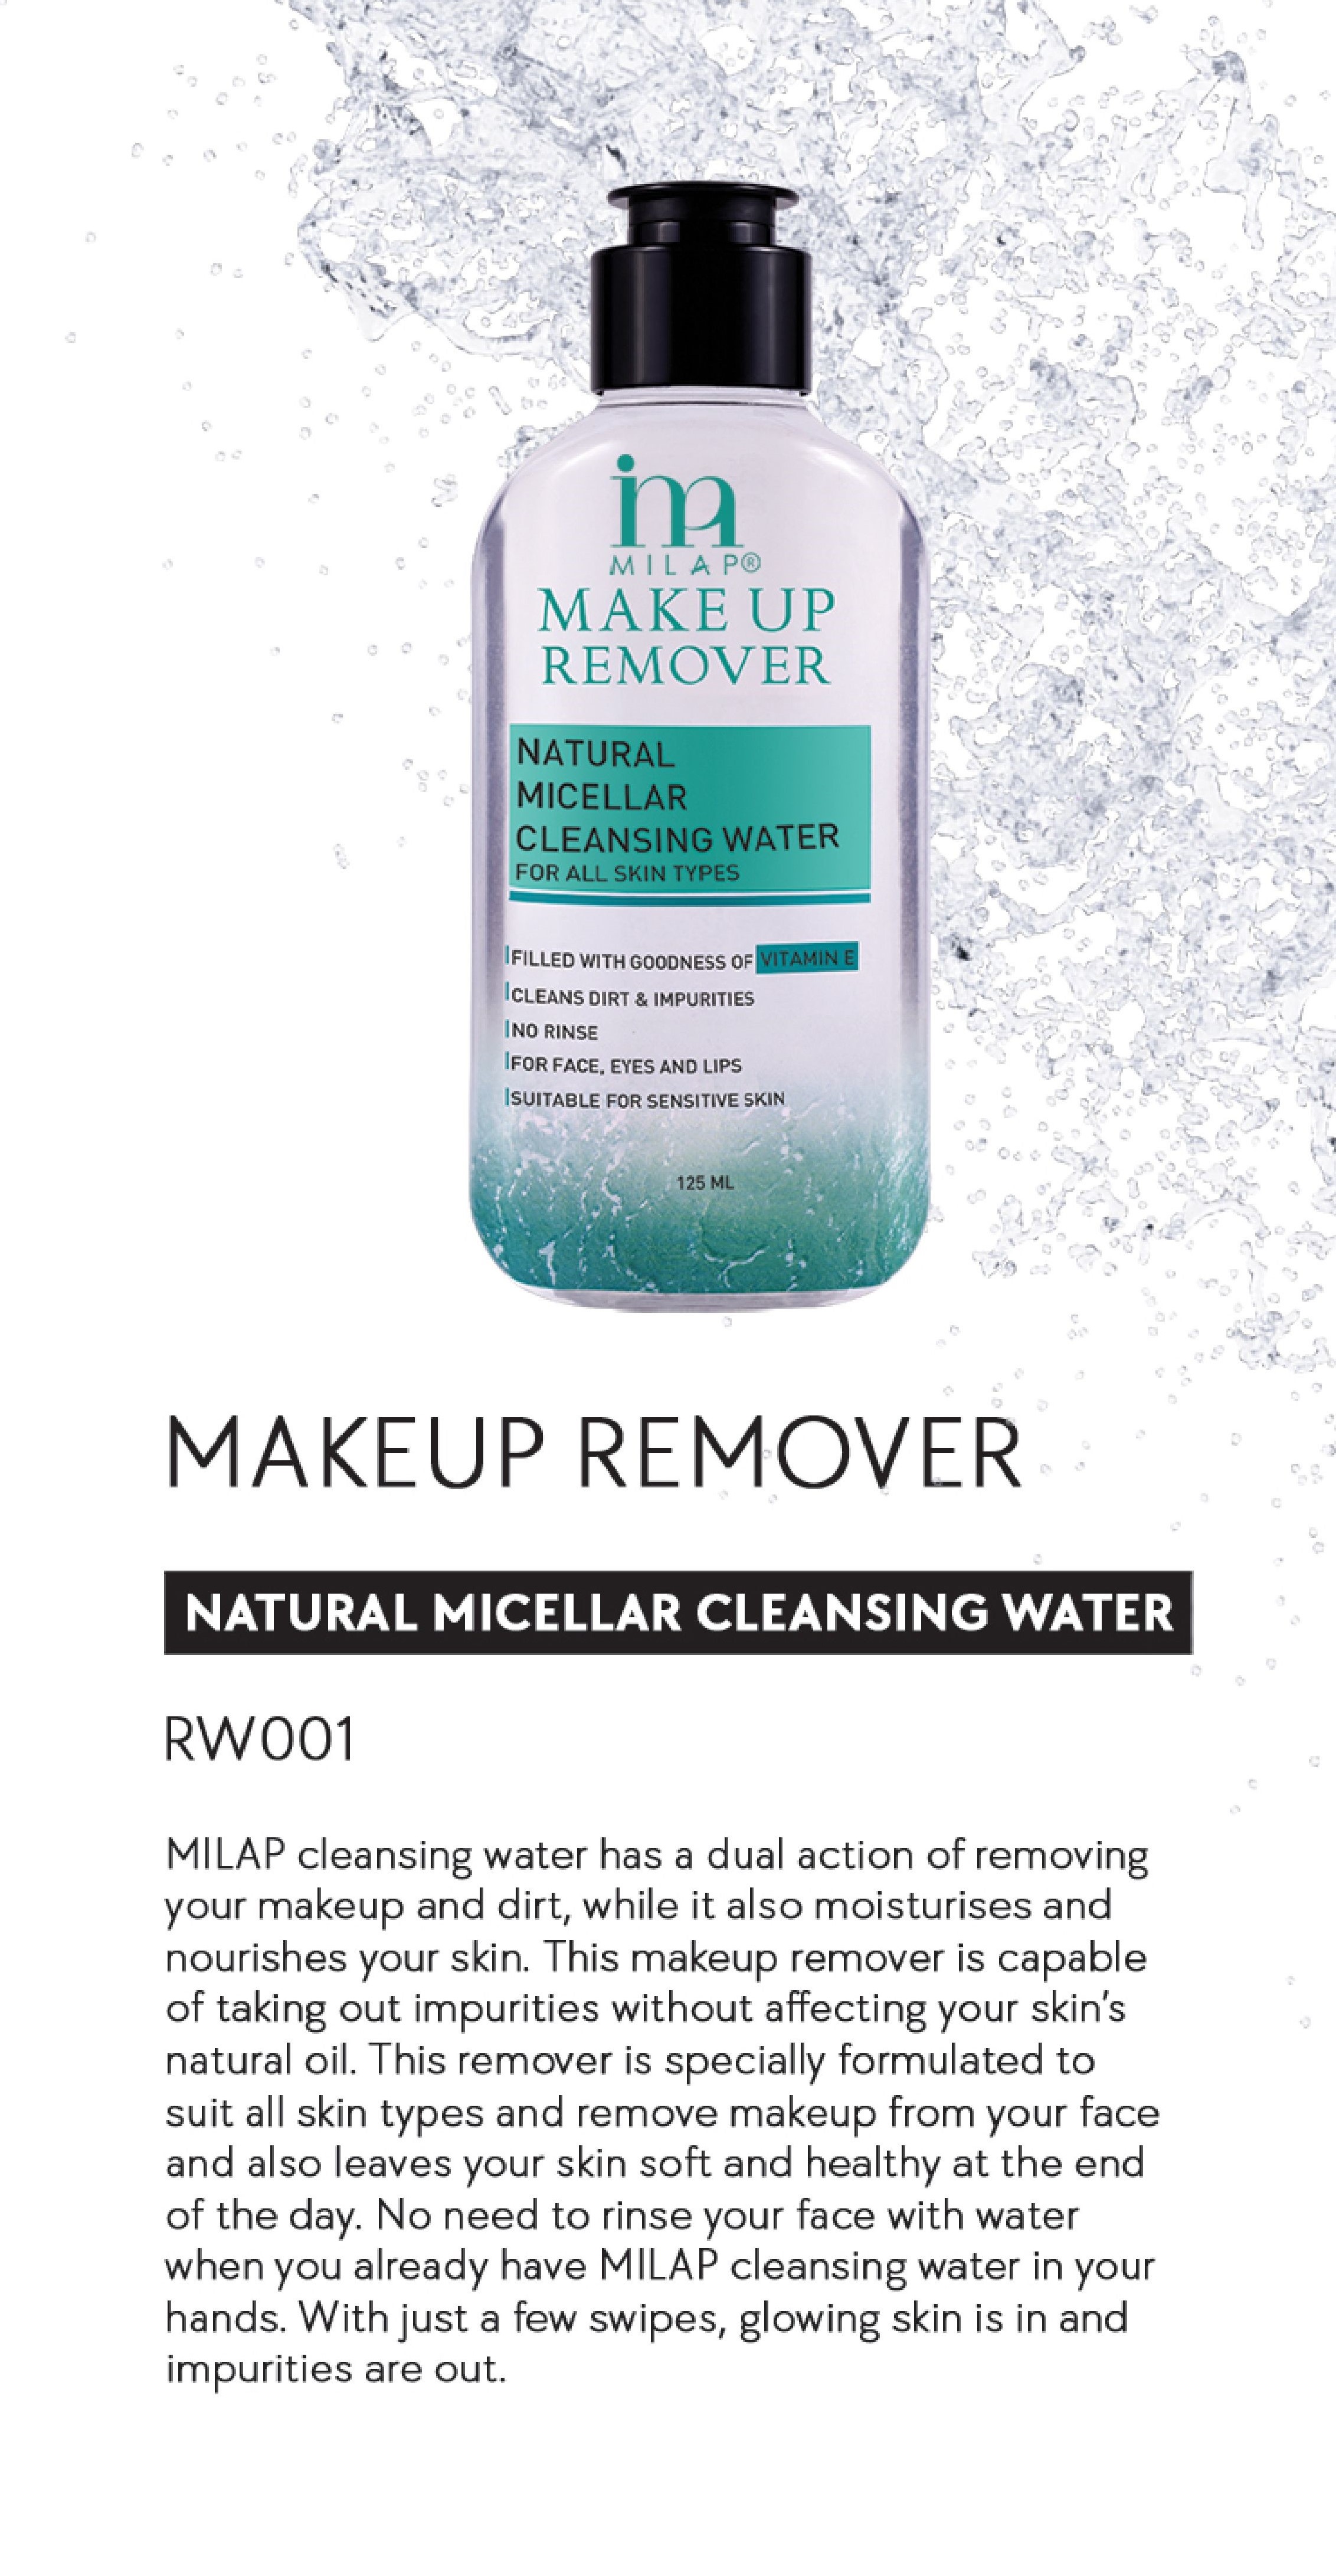 im
MILAP®
MAKE UP
REMOVER
NATURAL
MICELLAR
CLEANSING WATER
FOR ALL SKIN TYPES
FILLED WITH GOODNESS OF VITAMIN E
CLEANS DIRT & IMPURITIES
NO RINSE
FOR FACE, EYES AND LIPS
SUITABLE FOR SENSITIVE SKIN
125 ML
MAKEUP REMOVER
NATURAL MICELLAR CLEANSING WATER
RW001
MILAP cleansing water has a dual action of removing
your makeup and dirt, while it also moisturises and
nourishes your skin. This makeup remover is capable
of taking out impurities without affecting your skin's
natural oil. This remover is specially formulated to
suit all skin types and remove makeup from your face
and also leaves your skin soft and healthy at the end
of the day. No need to rinse your face with water
when you already have MILAP cleansing water in your
hands. With just a few swipes, glowing skin is in and
impurities are out.